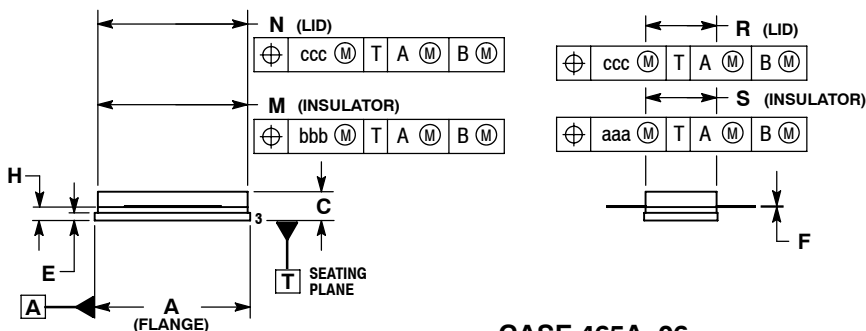 N (LID)
⌖ ccc Ⓜ T A Ⓜ B Ⓜ
M (INSULATOR)
⌖ bbb Ⓜ T A Ⓜ B Ⓜ
R (LID)
⌖ ccc Ⓜ T A Ⓜ B Ⓜ
S (INSULATOR)
⌖ aaa Ⓜ T A Ⓜ B Ⓜ
H
C
3
E
F
T SEATING
PLANE
A
A
(FLANGE)